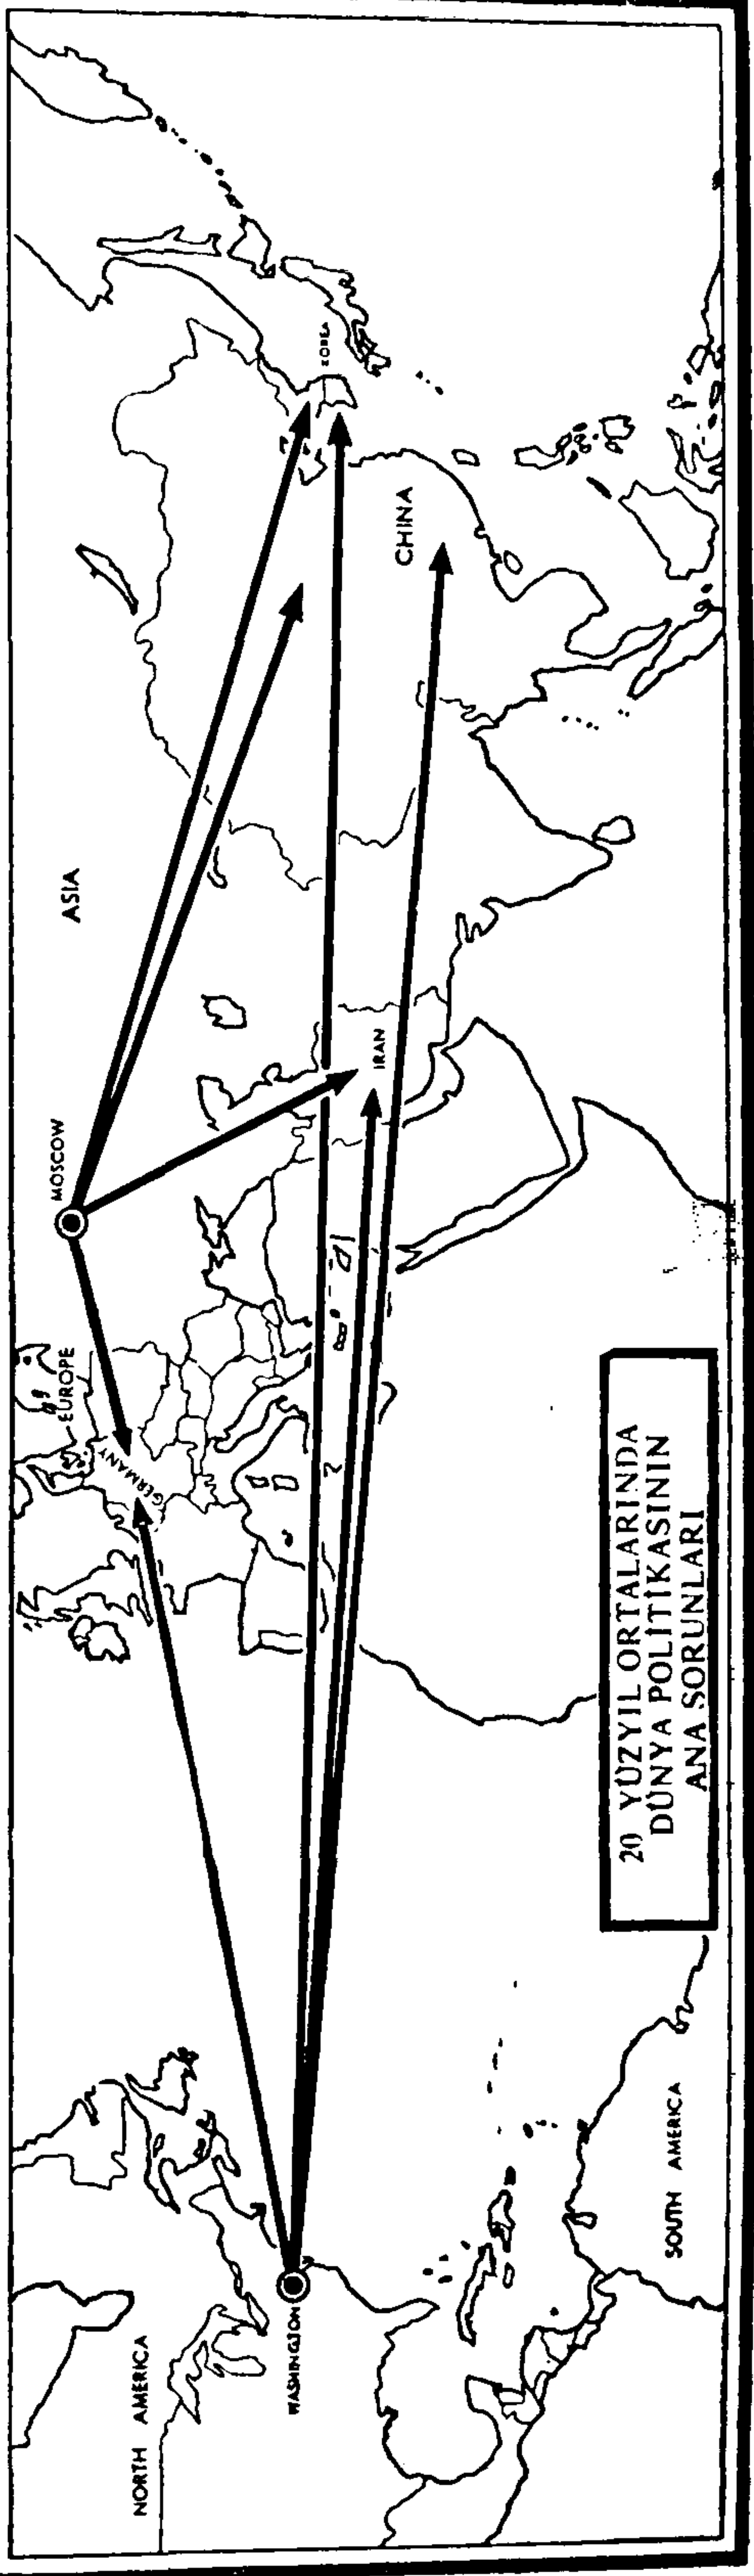 NORTH AMERICA
WASHINGTON
SOUTH AMERICA
EUROPE
GERMANY
MOSCOW
ASIA
IRAN
CHINA
KOREA
20 YÜZYIL ORTALARINDA
DÜNYA POLİTİKASININ
ANA SORUNLARI